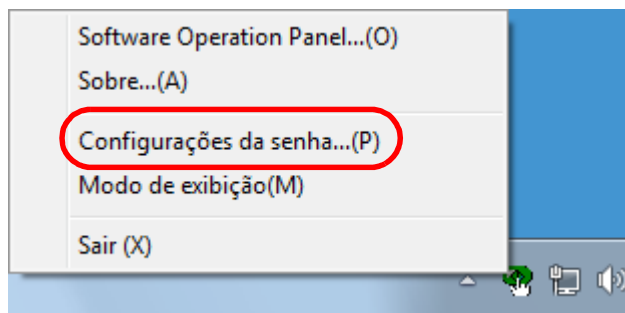 Software Operation Panel...(O)
Sobre...(A)
Configurações da senha...(P)
Modo de exibição(M)
Sair (X)